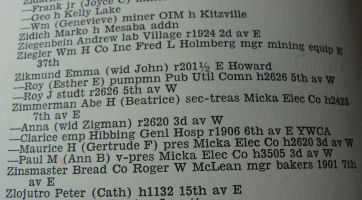 —Frank jr (Joyce C) miner
—Geo h Kelly Lake
—Wm (Genevieve) miner OIM h Kitzville
Zidich Marko h Mesaba addn
Ziegenbein Andrew lab Village r1924 2d av E
Ziegler Wm H Co Inc Fred L Holmberg mgr mining equip E
37th
Zikmund Emma (wid John) r201½ E Howard
—Roy (Esther E) pumpmn Pub Util Comn h2626 5th av W
—Roy J studt r2626 5th av W
Zimmerman Abe H (Beatrice) sec-treas Micka Elec Co h2425
7th av E
—Anna (wid Zigman) r2620 3d av W
—Clarice emp Hibbing Genl Hosp r1906 6th av E YWCA
—Maurice H (Gertrude F) pres Micka Elec Co h2620 3d av W
—Paul M (Ann B) v-pres Micka Elec Co h3505 3d av W
Zinsmaster Bread Co Roger W McLean mgr bakers 1901 7th
av E
Zlojutro Peter (Cath) h1132 15th av E